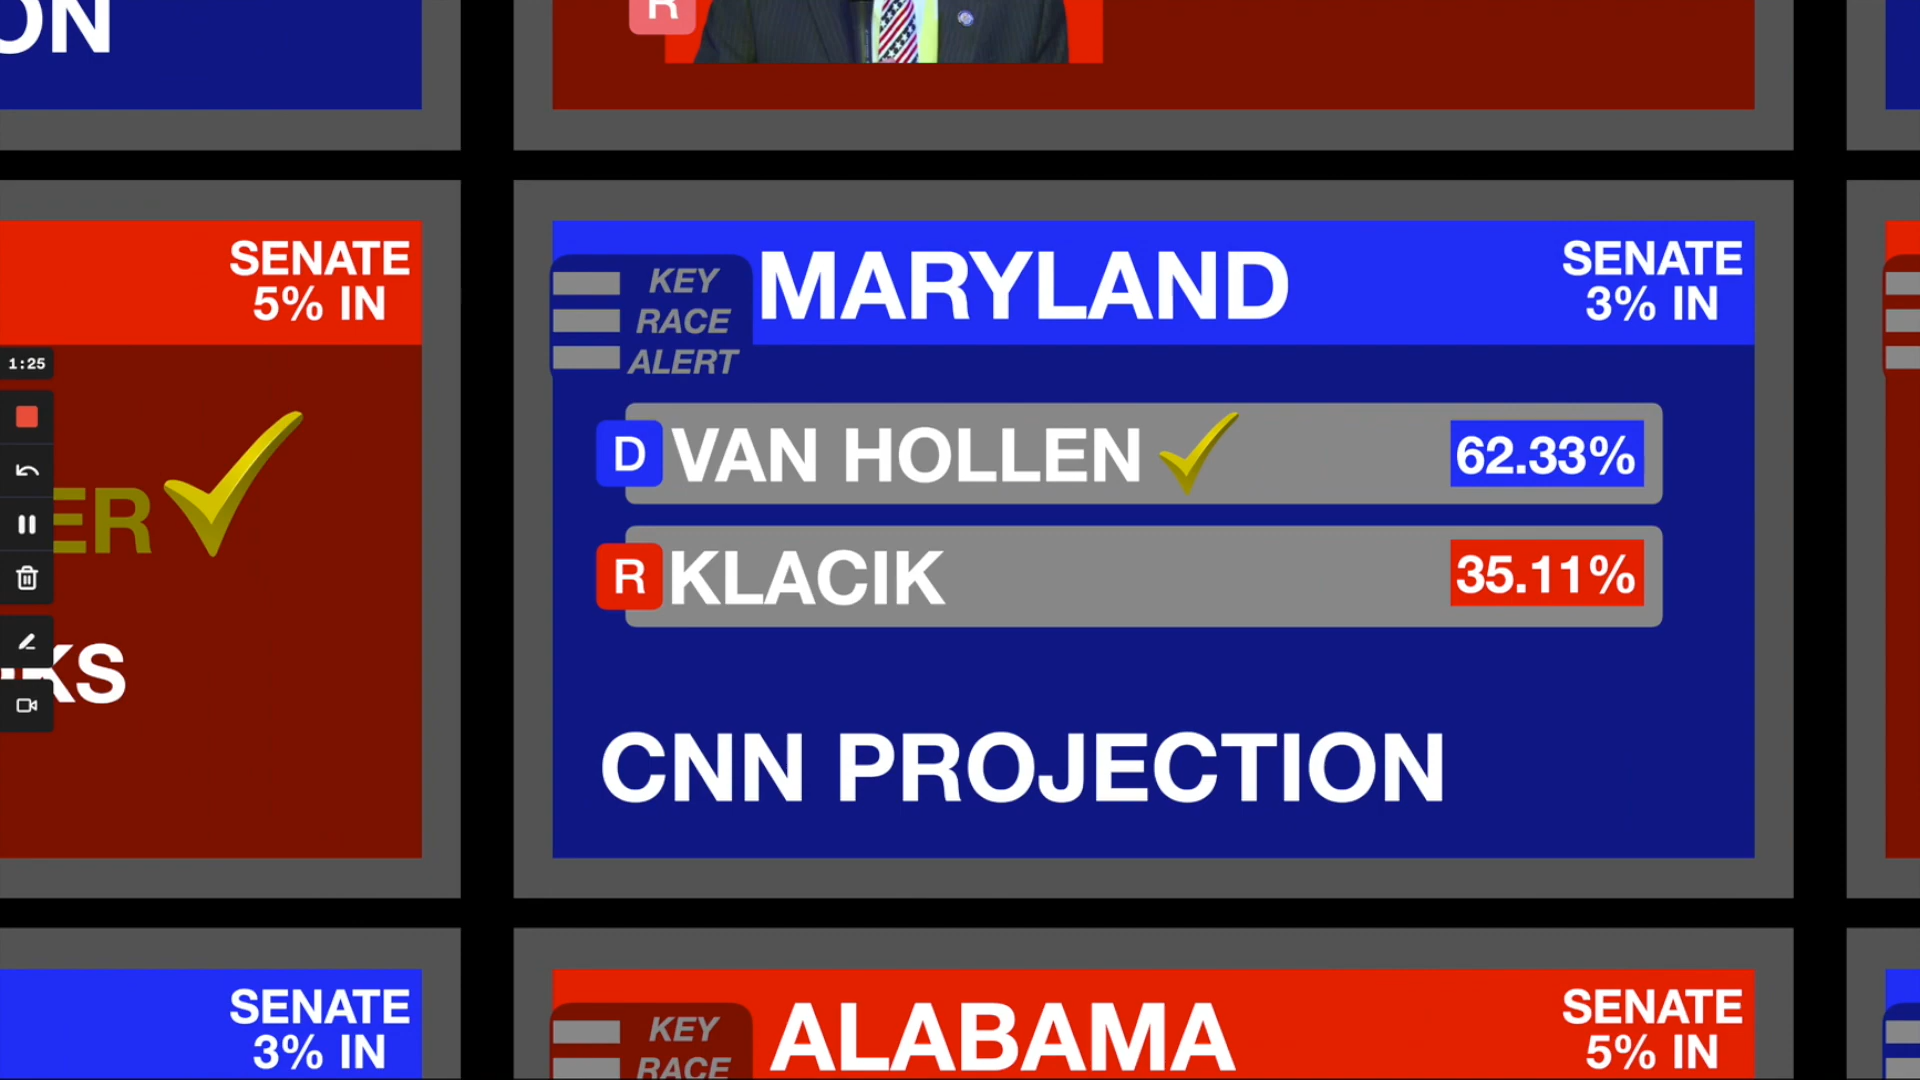 ON
R
SENATE
5% IN
1:25
ER
KS
KEY
RACE
ALERT
MARYLAND
SENATE
3% IN
D VAN HOLLEN 62.33%
R KLACIK 35.11%
CNN PROJECTION
SENATE
3% IN
KEY
RACE
ALABAMA
SENATE
5% IN